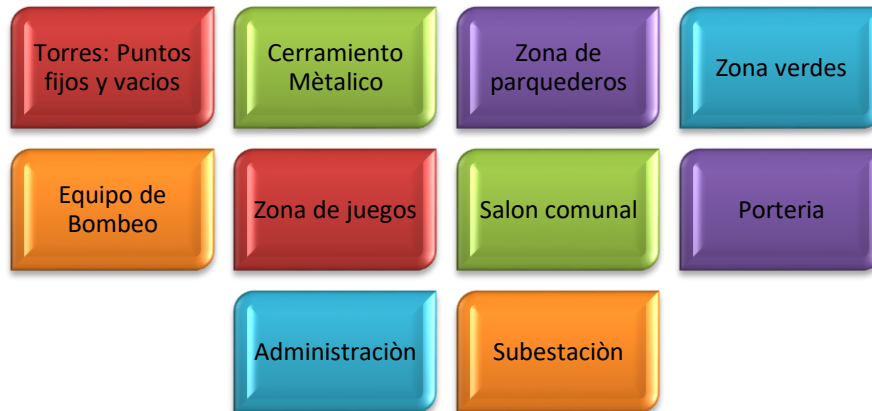 Torres: Puntos
fijos y vacios
Cerramiento
Mètalico
Zona de
parquederos
Zona verdes
Equipo de
Bombeo
Zona de juegos
Salon comunal
Porteria
Administraciòn
Subestaciòn